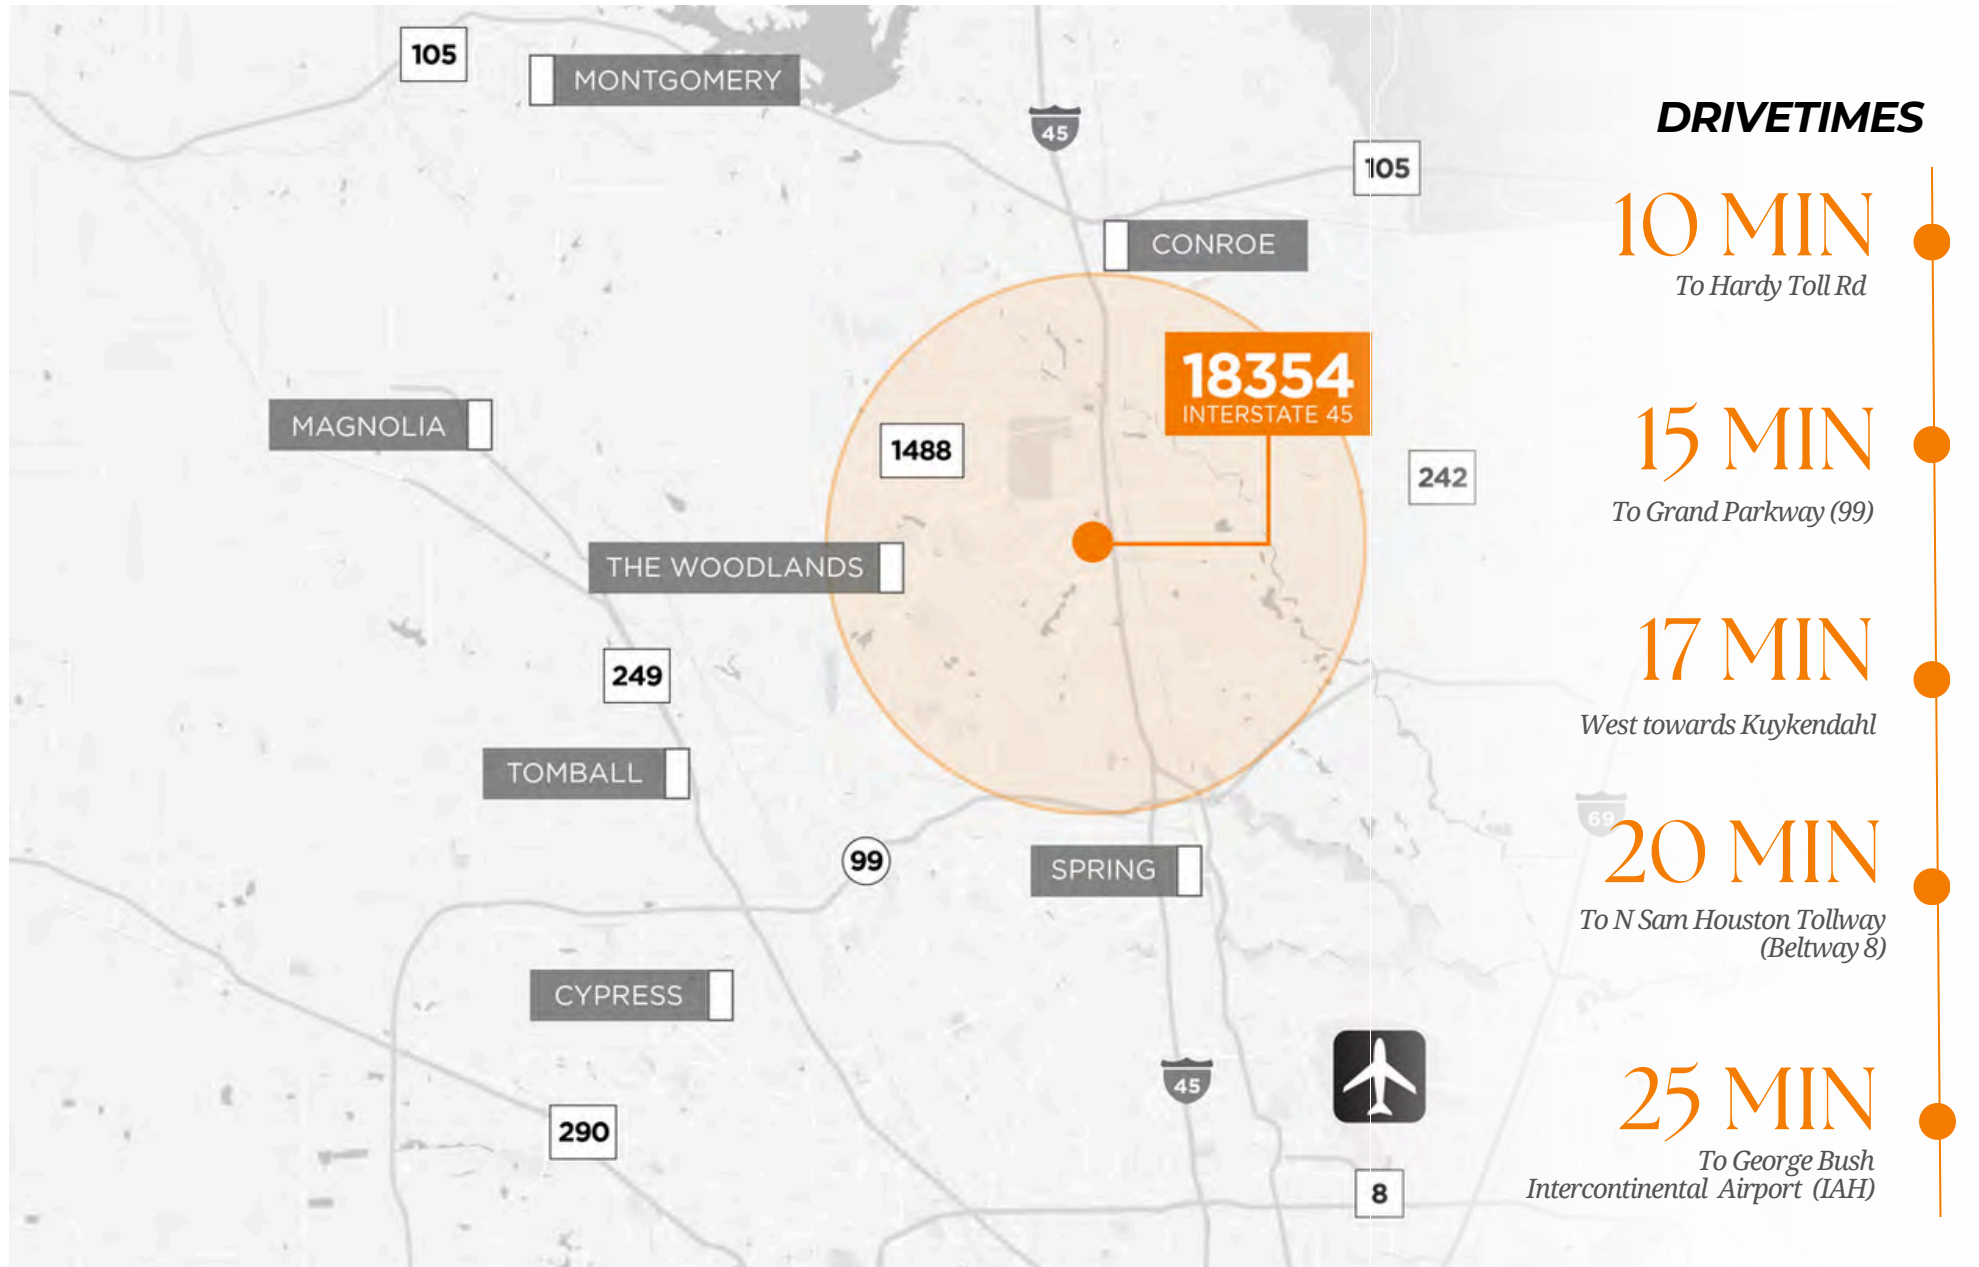 105
MONTGOMERY
45
105
CONROE
18354
INTERSTATE 45
MAGNOLIA
1488
242
THE WOODLANDS
249
TOMBALL
99
SPRING
CYPRESS
45
290
8
69
DRIVETIMES
10 MIN
To Hardy Toll Rd
15 MIN
To Grand Parkway (99)
17 MIN
West towards Kuykendahl
20 MIN
To N Sam Houston Tollway
(Beltway 8)
25 MIN
To George Bush
Intercontinental Airport (IAH)